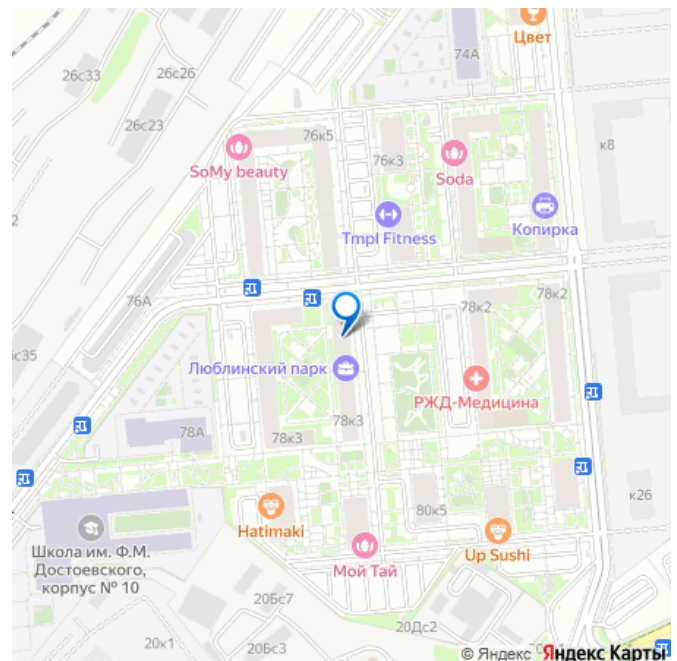 Цвет
74А
26с33
26с26
26с23
76к5
к8
76к3
SoMy beauty
Soda
Tmpl Fitness
Копирка
76А
78к2
78к2
с35
Люблинский парк
РЖД-Медицина
78к3
78А
78к3
80к5
к26
Hatimaki
Up Sushi
Школа им. Ф.М.
Достоевского,
корпус № 10
Мой Тай
20Бс7
20Дс2
20к1
20Бс3
© Яндекс Яндекс Карты